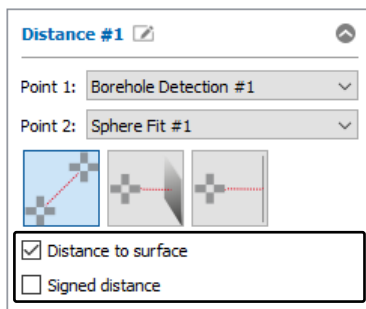 Distance #1
Point 1: Borehole Detection #1
Point 2: Sphere Fit #1
Distance to surface
Signed distance